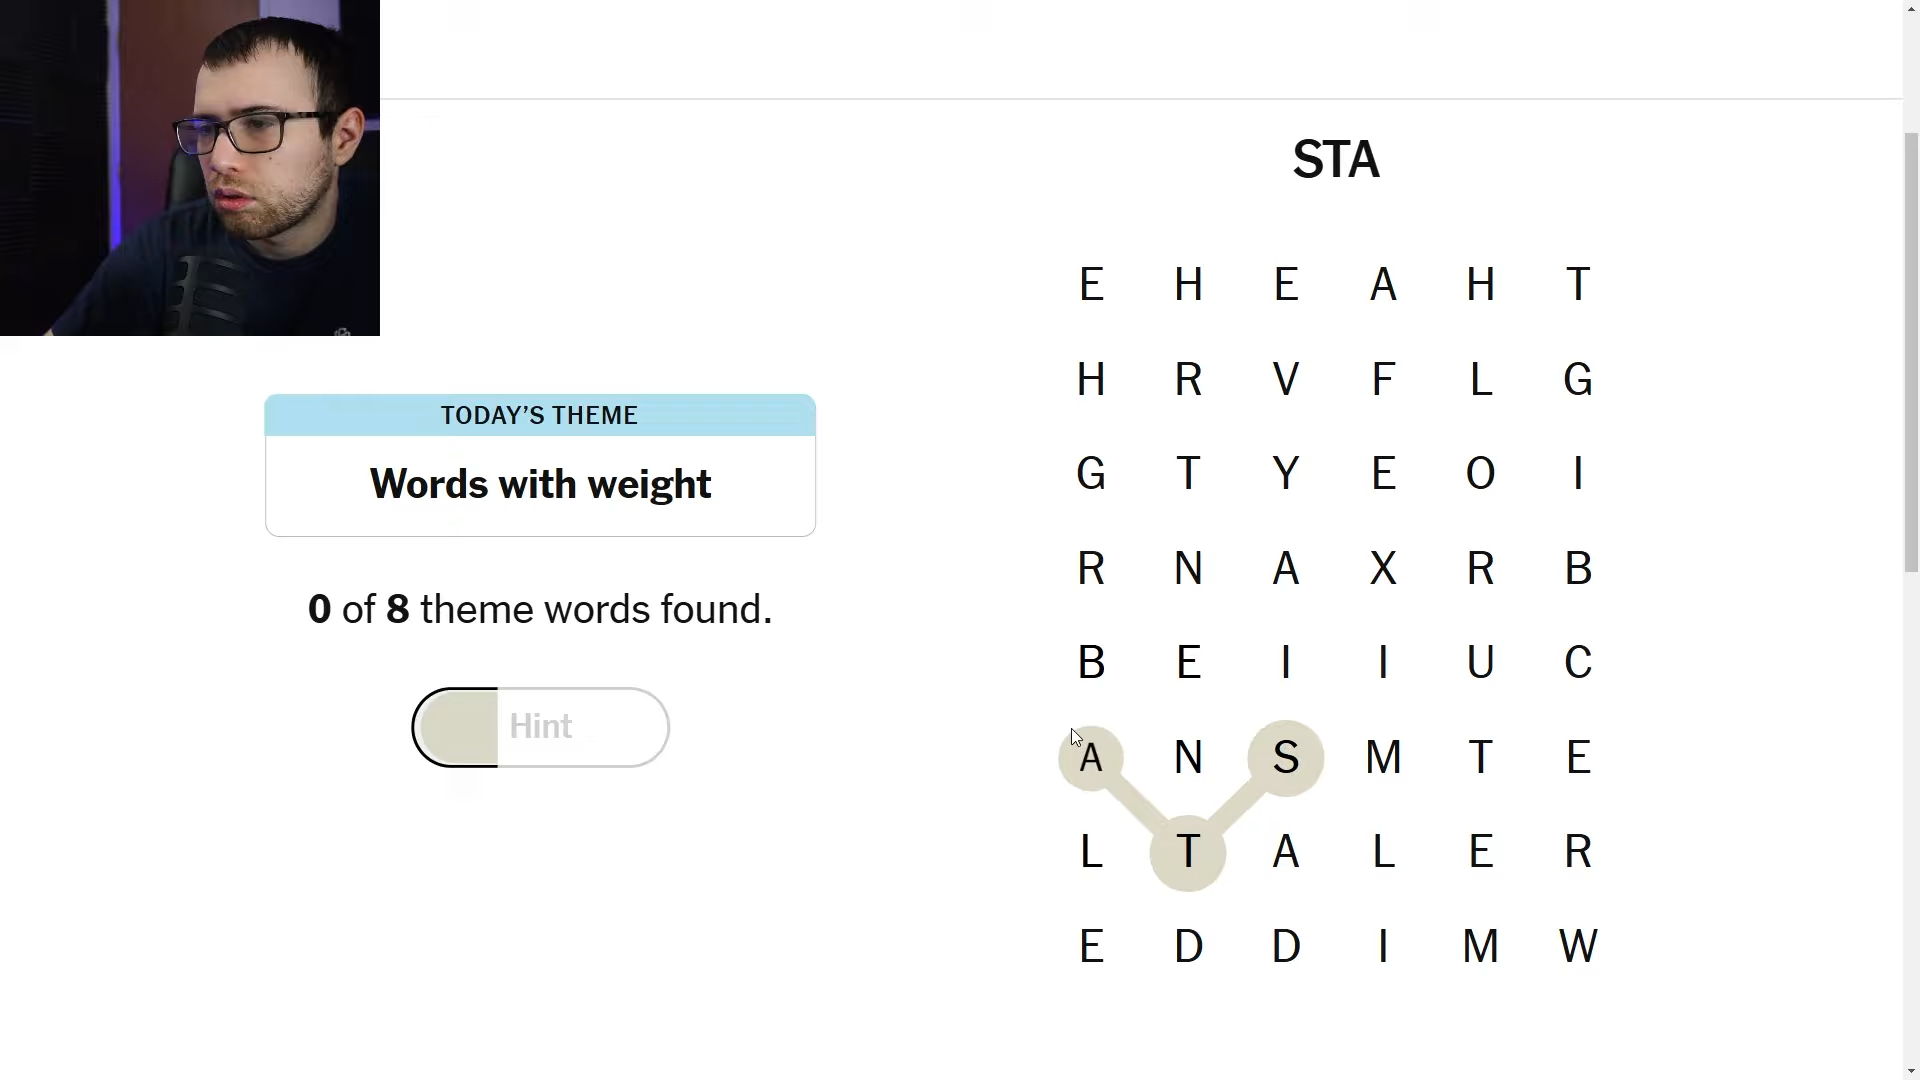 STA
E H E A H T
H R V F L G
TODAY'S THEME
Words with weight
G T Y E O I
R N A X R B
0 of 8 theme words found.
B E I I U C
Hint
A N S M T E
L T A L E R
E D D I M W